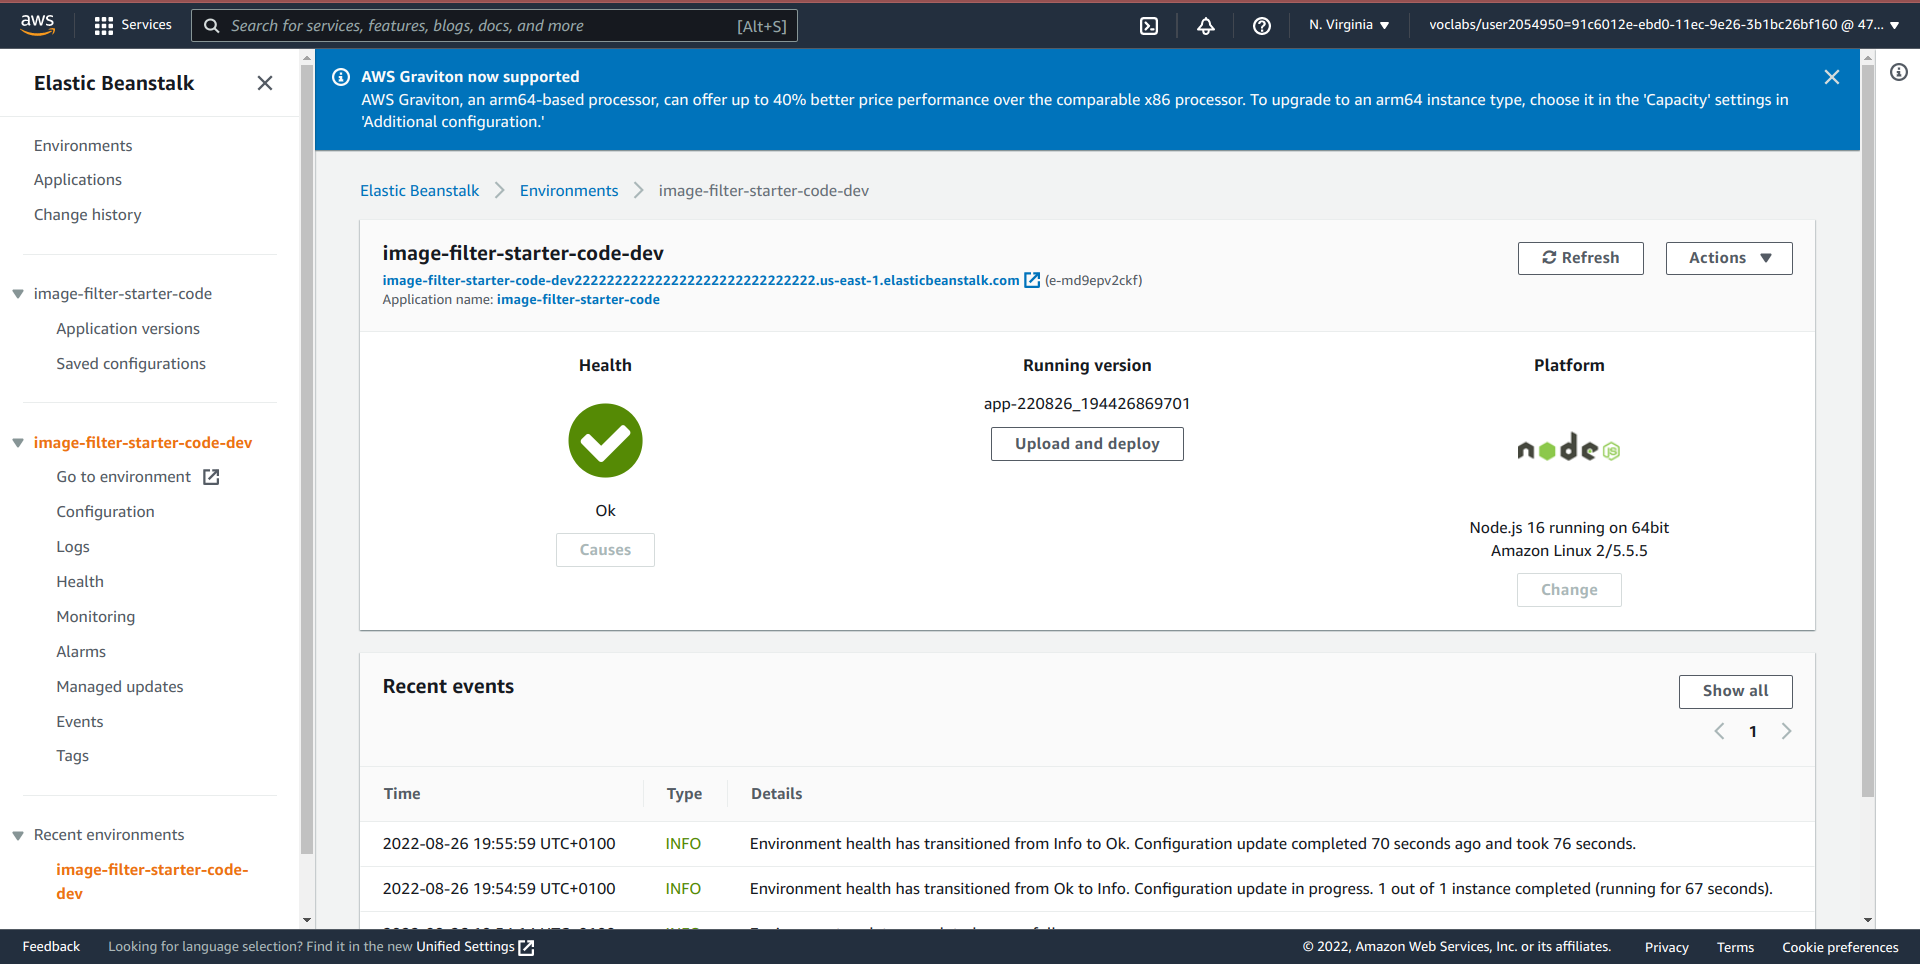 aws
Services
Search for services, features, blogs, docs, and more
[Alt+S]
N. Virginia
voclabs/user2054950=91c6012e-ebd0-11ec-9e26-3b1bc26bf160 @ 47...
Elastic Beanstalk
Environments
Applications
Change history
image-filter-starter-code
Application versions
Saved configurations
image-filter-starter-code-dev
Go to environment
Configuration
Logs
Health
Monitoring
Alarms
Managed updates
Events
Tags
Recent environments
image-filter-starter-code-
dev
AWS Graviton now supported
AWS Graviton, an arm64-based processor, can offer up to 40% better price performance over the comparable x86 processor. To upgrade to an arm64 instance type, choose it in the 'Capacity' settings in
'Additional configuration.'
Elastic Beanstalk
Environments
image-filter-starter-code-dev
image-filter-starter-code-dev
(e-md9epv2ckf)
Application name: image-filter-starter-code
Refresh
Actions
Health
Ok
Causes
Running version
app-220826_194426869701
Upload and deploy
Platform
node JS
Node.js 16 running on 64bit
Amazon Linux 2/5.5.5
Change
Recent events
Show all
1
Time Type Details
2022-08-26 19:55:59 UTC+0100 INFO Environment health has transitioned from Info to Ok. Configuration update completed 70 seconds ago and took 76 seconds.
2022-08-26 19:54:59 UTC+0100 INFO Environment health has transitioned from Ok to Info. Configuration update in progress. 1 out of 1 instance completed (running for 67 seconds).
Feedback
Looking for language selection? Find it in the new Unified Settings
© 2022, Amazon Web Services, Inc. or its affiliates.
Privacy
Terms
Cookie preferences